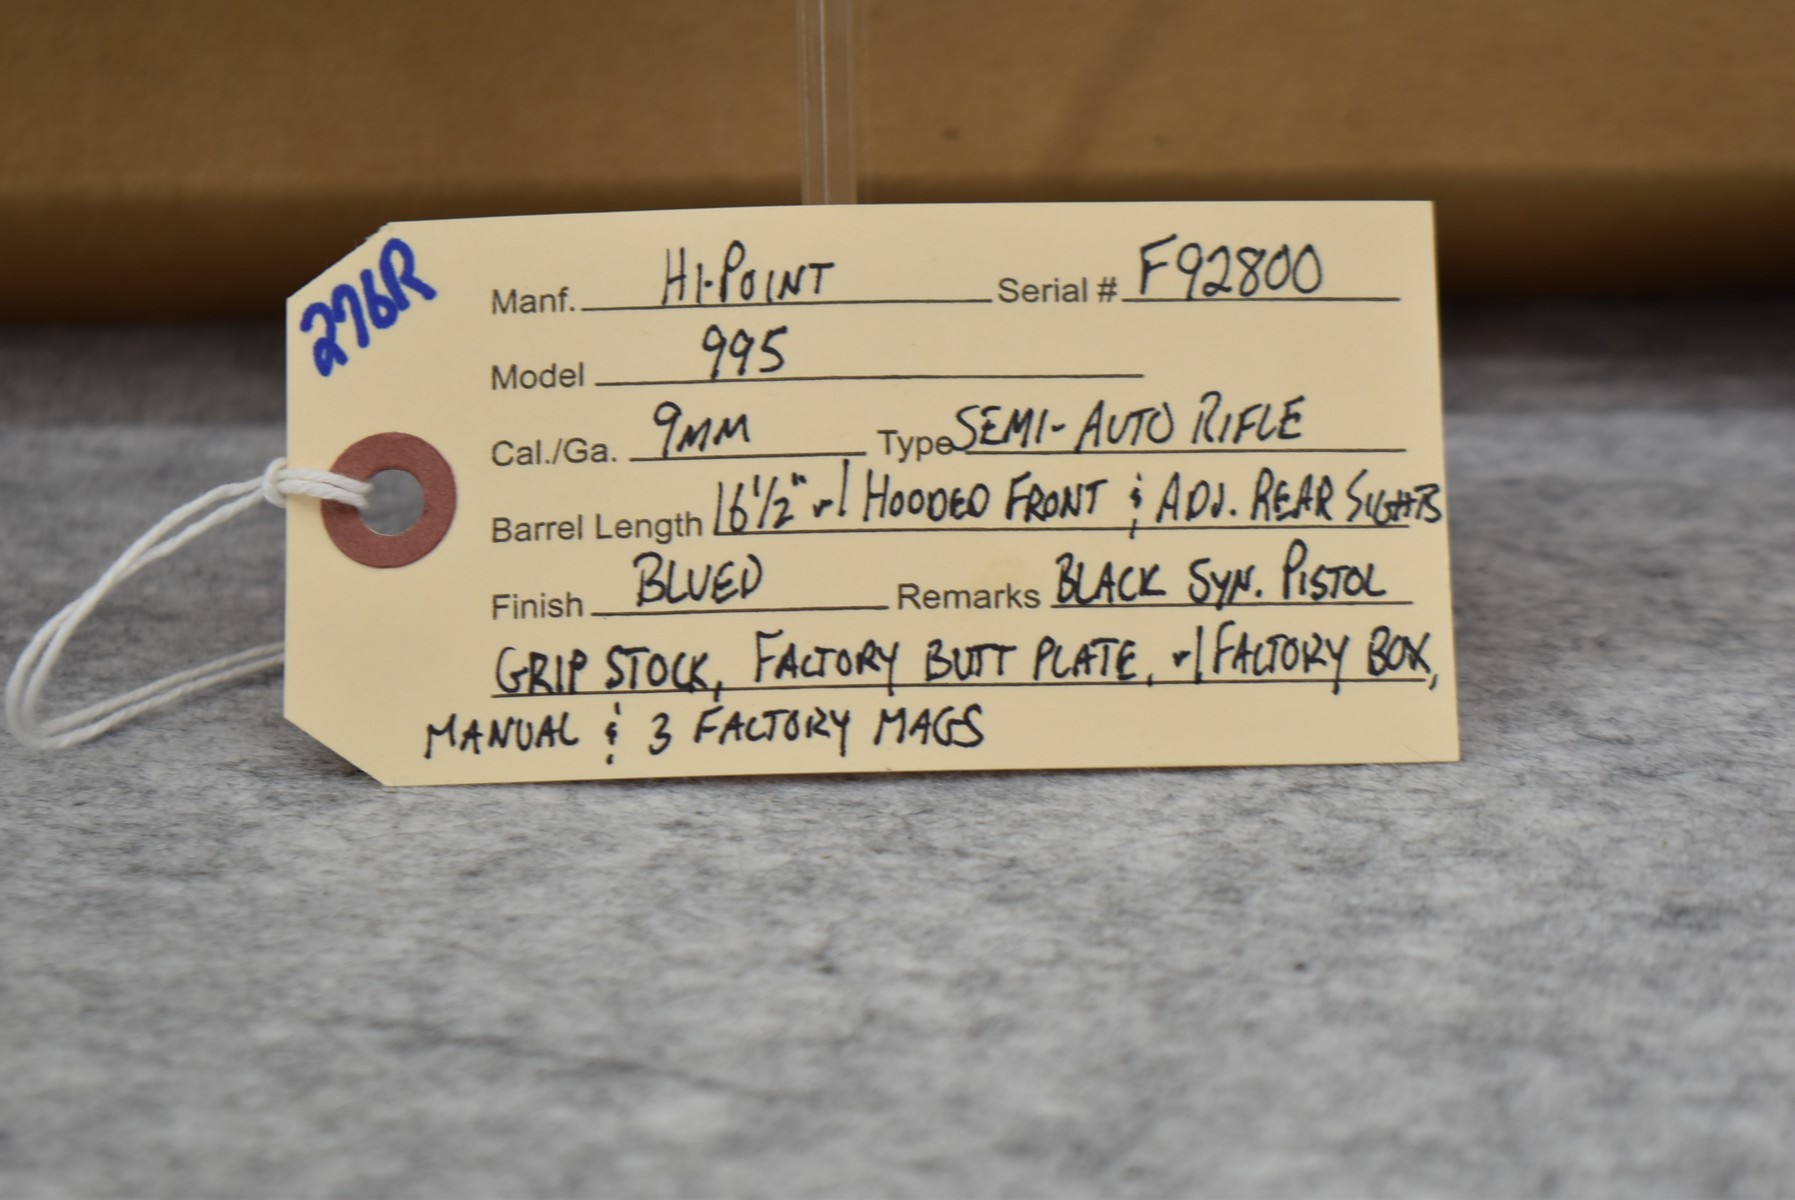 276R
Manf. HI-POINT Serial # F92800
Model 995
Cal./Ga. 9MM Type SEMI-AUTO RIFLE
Barrel Length 16 1/2" w/ HOODED FRONT & ADJ. REAR SIGHTS
Finish BLUED Remarks BLACK SYN. PISTOL
GRIP STOCK, FACTORY BUTT PLATE, w/ FACTORY BOX,
MANUAL & 3 FACTORY MAGS